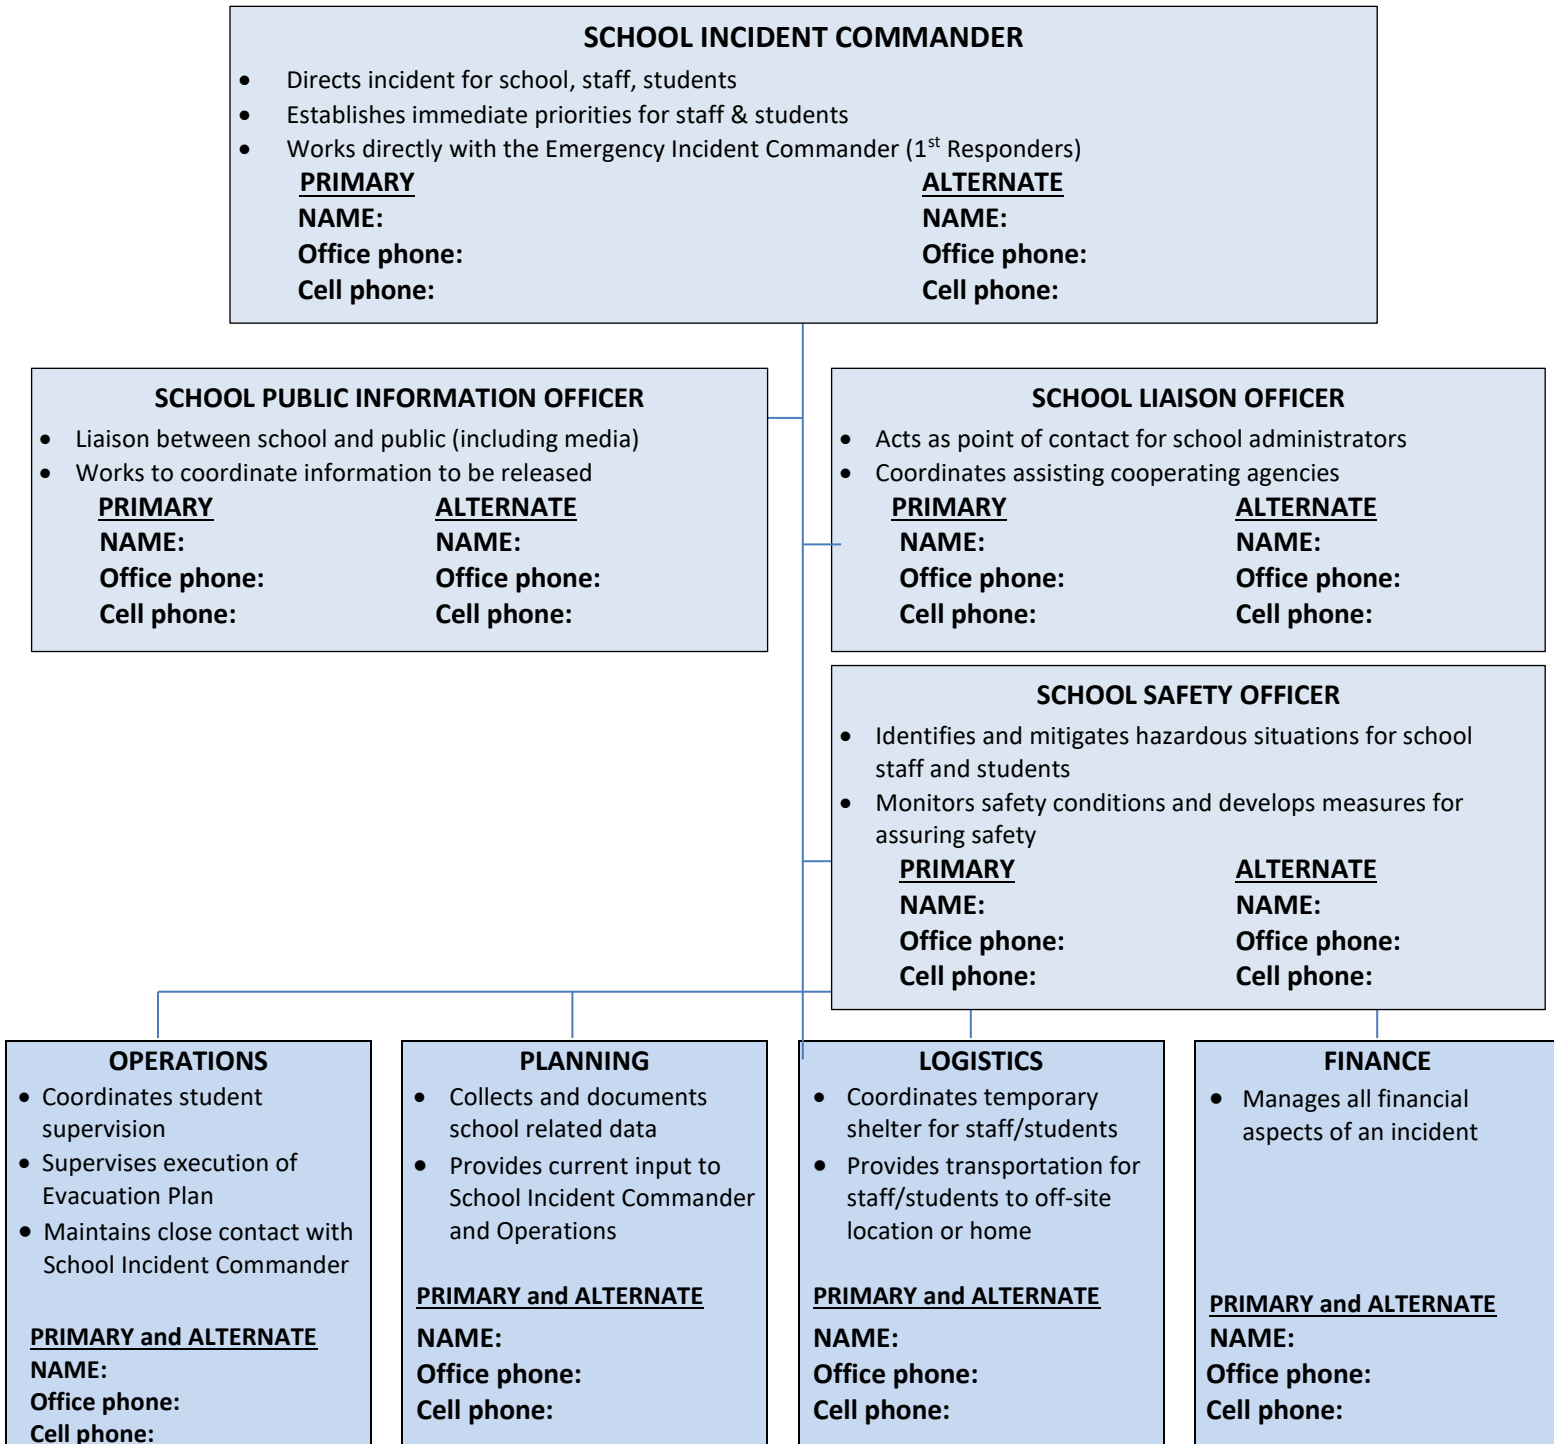 SCHOOL INCIDENT COMMANDER
• Directs incident for school, staff, students
• Establishes immediate priorities for staff & students
• Works directly with the Emergency Incident Commander (1st Responders)
PRIMARY ALTERNATE
NAME: NAME:
Office phone: Office phone:
Cell phone: Cell phone:
SCHOOL PUBLIC INFORMATION OFFICER
• Liaison between school and public (including media)
• Works to coordinate information to be released
PRIMARY ALTERNATE
NAME: NAME:
Office phone: Office phone:
Cell phone: Cell phone:
SCHOOL LIAISON OFFICER
• Acts as point of contact for school administrators
• Coordinates assisting cooperating agencies
PRIMARY ALTERNATE
NAME: NAME:
Office phone: Office phone:
Cell phone: Cell phone:
SCHOOL SAFETY OFFICER
• Identifies and mitigates hazardous situations for school
staff and students
• Monitors safety conditions and develops measures for
assuring safety
PRIMARY ALTERNATE
NAME: NAME:
Office phone: Office phone:
Cell phone: Cell phone:
OPERATIONS
• Coordinates student
supervision
• Supervises execution of
Evacuation Plan
• Maintains close contact with
School Incident Commander
PRIMARY and ALTERNATE
NAME:
Office phone:
Cell phone:
PLANNING
• Collects and documents
school related data
• Provides current input to
School Incident Commander
and Operations
PRIMARY and ALTERNATE
NAME:
Office phone:
Cell phone:
LOGISTICS
• Coordinates temporary
shelter for staff/students
• Provides transportation for
staff/students to off-site
location or home
PRIMARY and ALTERNATE
NAME:
Office phone:
Cell phone:
FINANCE
• Manages all financial
aspects of an incident
PRIMARY and ALTERNATE
NAME:
Office phone:
Cell phone: